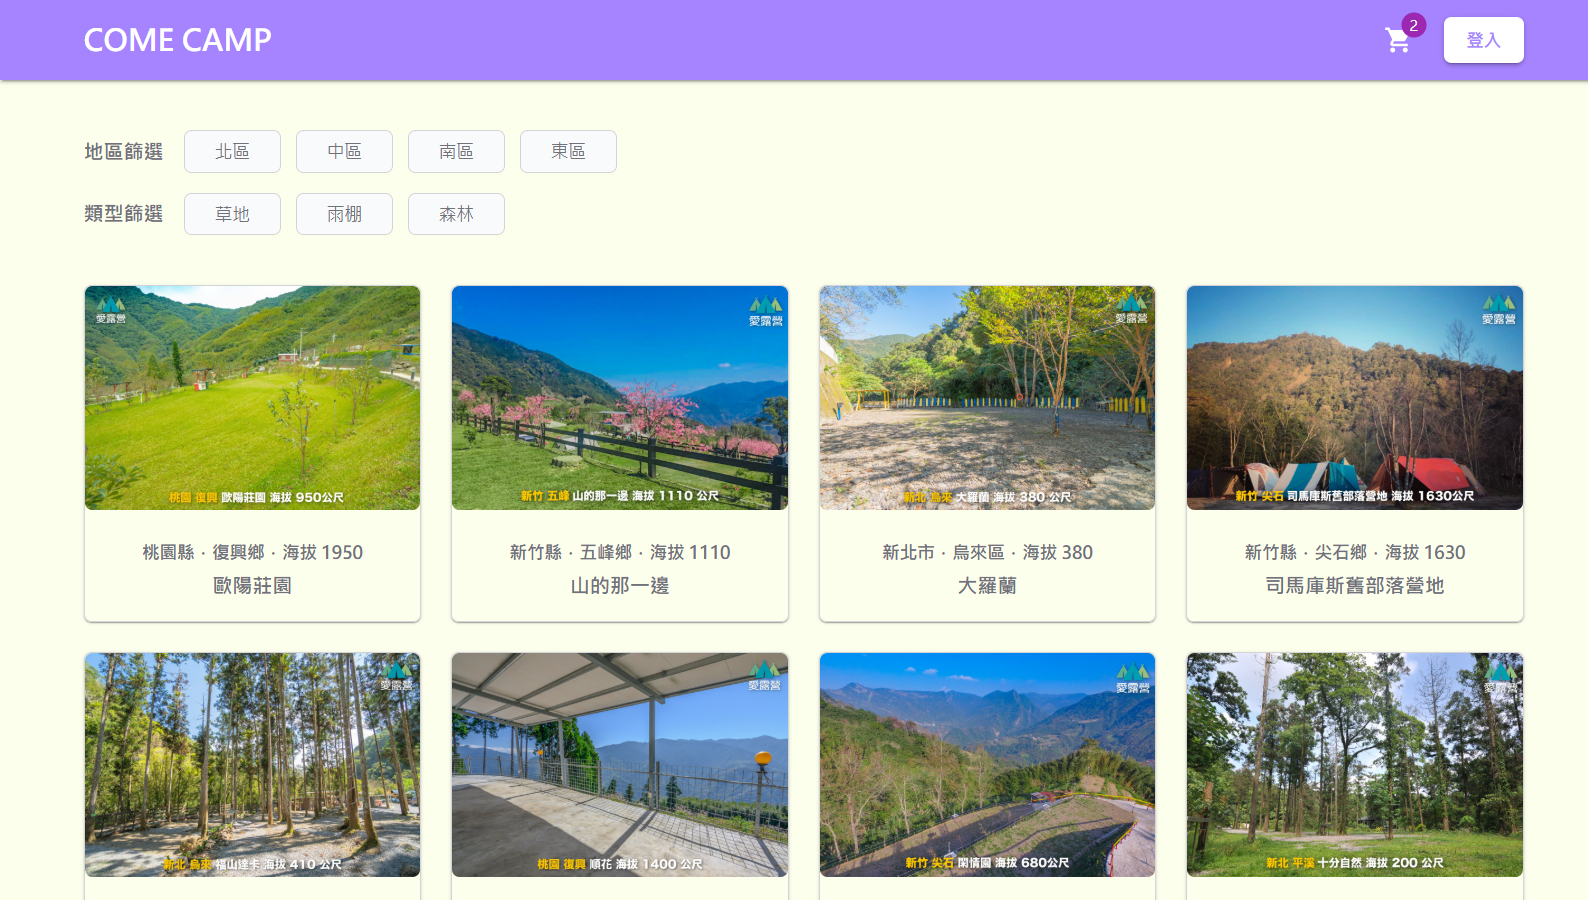 COME CAMP
2
登入
地區篩選
北區
中區
南區
東區
類型篩選
草地
雨棚
森林
愛露營
桃園 復興 歐陽莊園 海拔 950公尺
桃園縣 · 復興鄉 · 海拔 1950
歐陽莊園
愛露營
新竹 五峰 山的那一邊 海拔 1110 公尺
新竹縣 · 五峰鄉 · 海拔 1110
山的那一邊
愛露營
新北 烏來 大羅蘭 海拔 380 公尺
新北市 · 烏來區 · 海拔 380
大羅蘭
愛露營
新竹 尖石 司馬庫斯舊部落營地 海拔 1630公尺
新竹縣 · 尖石鄉 · 海拔 1630
司馬庫斯舊部落營地
愛露營
新北 烏來 福山達卡 海拔 410 公尺
愛露營
桃園 復興 順花 海拔 1400 公尺
愛露營
新竹 尖石 閑情園 海拔 680公尺
愛露營
新北 平溪 十分自然 海拔 200 公尺